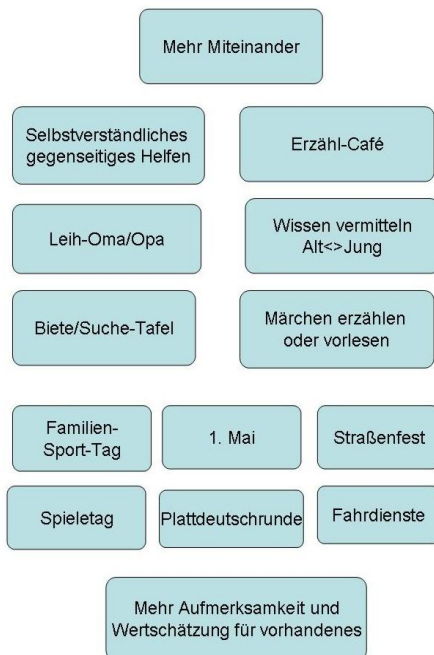 Mehr Miteinander
Selbstverständliches
gegenseitiges Helfen
Erzähl-Café
Leih-Oma/Opa
Wissen vermitteln
Alt<>Jung
Biete/Suche-Tafel
Märchen erzählen
oder vorlesen
Familien-
Sport-Tag
1. Mai
Straßenfest
Spieletag
Plattdeutschrunde
Fahrdienste
Mehr Aufmerksamkeit und
Wertschätzung für vorhandenes